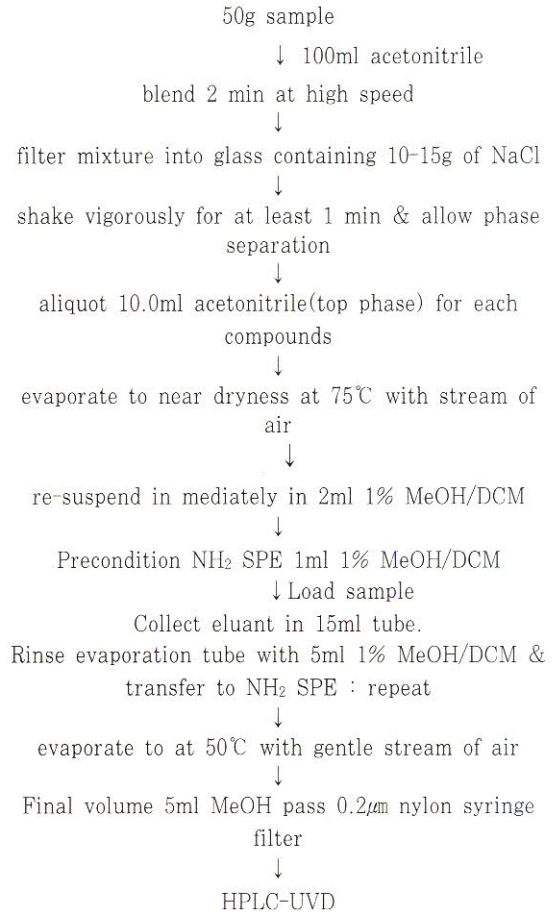 50g sample
↓ 100ml acetonitrile
blend 2 min at high speed
↓
filter mixture into glass containing 10-15g of NaCl
↓
shake vigorously for at least 1 min & allow phase
separation
↓
aliquot 10.0ml acetonitrile(top phase) for each
compounds
↓
evaporate to near dryness at 75℃ with stream of
air
↓
re-suspend in mediately in 2ml 1% MeOH/DCM
↓
Precondition NH₂ SPE 1ml 1% MeOH/DCM
↓Load sample
Collect eluant in 15ml tube.
Rinse evaporation tube with 5ml 1% MeOH/DCM &
transfer to NH₂ SPE : repeat
↓
evaporate to at 50℃ with gentle stream of air
↓
Final volume 5ml MeOH pass 0.2㎛ nylon syringe
filter
↓
HPLC-UVD